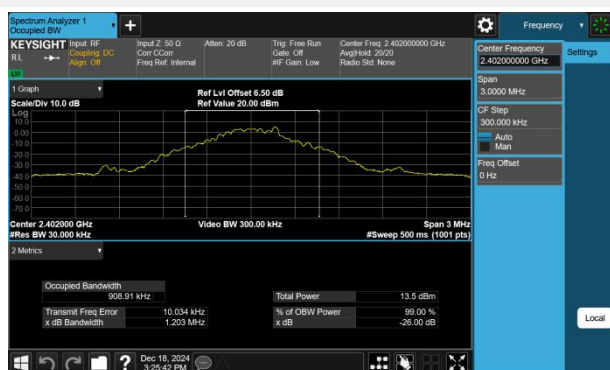 Spectrum Analyzer 1
Occupied BW
Frequency
KEYSIGHT
Input: RF
Coupling: DC
Align: Off
Input Z: 50 Ω
Corr CCorr
Freq Ref: Internal
Atten: 20 dB
Trig: Free Run
Gate: Off
#IF Gain: Low
Center Freq: 2.402000000 GHz
Avg|Hold: 20/20
Radio Std: None
R L
LXI
Center Frequency
2.402000000 GHz
Settings
Span
3.0000 MHz
CF Step
300.000 kHz
Auto
Man
Freq Offset
0 Hz
Local
1 Graph
Scale/Div 10.0 dB
Ref Lvl Offset 6.50 dB
Ref Value 20.00 dBm
Log
10.0
0.00
-10.0
-20.0
-30.0
-40.0
-50.0
-60.0
-70.0
Center 2.402000 GHz
#Res BW 30.000 kHz
Video BW 300.00 kHz
Span 3 MHz
#Sweep 500 ms (1001 pts)
2 Metrics
Occupied Bandwidth
908.91 kHz
Total Power 13.5 dBm
Transmit Freq Error 10.034 kHz
% of OBW Power 99.00 %
x dB Bandwidth 1.203 MHz
x dB -26.00 dB
?
Dec 18, 2024
3:25:42 PM